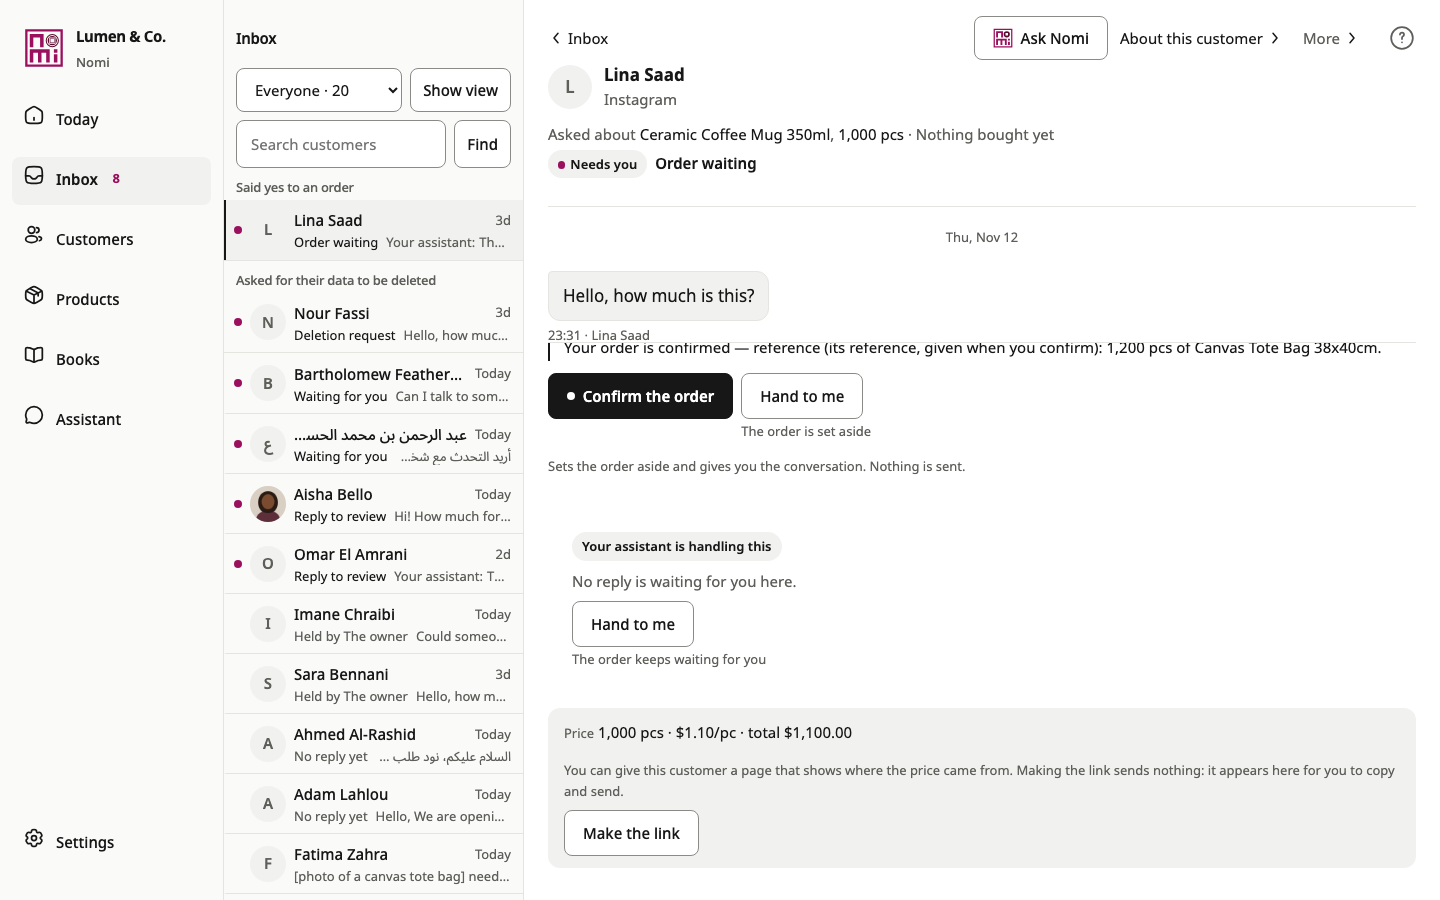 Lumen & Co.
Nomi
Today
Inbox 8
Customers
Products
Books
Assistant
Settings
Inbox
Everyone · 20
Show view
Search customers
Find
Said yes to an order
L
Lina Saad 3d
Order waiting Your assistant: Th...
Asked for their data to be deleted
N
Nour Fassi 3d
Deletion request Hello, how muc...
B
Bartholomew Feather... Today
Waiting for you Can I talk to som...
ع
عبد الرحمن بن محمد الحسـ... Today
Waiting for you أريد التحدث مع شخـ...
Aisha Bello Today
Reply to review Hi! How much for...
O
Omar El Amrani 2d
Reply to review Your assistant: T...
I
Imane Chraibi Today
Held by The owner Could someo...
S
Sara Bennani 3d
Held by The owner Hello, how m...
A
Ahmed Al-Rashid Today
No reply yet السلام عليكم، نود طلب ...
A
Adam Lahlou Today
No reply yet Hello, We are openi...
F
Fatima Zahra Today
[photo of a canvas tote bag] need...
Inbox
nomi
Ask Nomi
About this customer
More
?
L
Lina Saad
Instagram
Asked about Ceramic Coffee Mug 350ml, 1,000 pcs · Nothing bought yet
Needs you Order waiting
Thu, Nov 12
Hello, how much is this?
23:31 · Lina Saad
Your order is confirmed — reference (its reference, given when you confirm): 1,200 pcs of Canvas Tote Bag 38x40cm.
Confirm the order
Hand to me
The order is set aside
Sets the order aside and gives you the conversation. Nothing is sent.
Your assistant is handling this
No reply is waiting for you here.
Hand to me
The order keeps waiting for you
Price 1,000 pcs · $1.10/pc · total $1,100.00
You can give this customer a page that shows where the price came from. Making the link sends nothing: it appears here for you to copy
and send.
Make the link